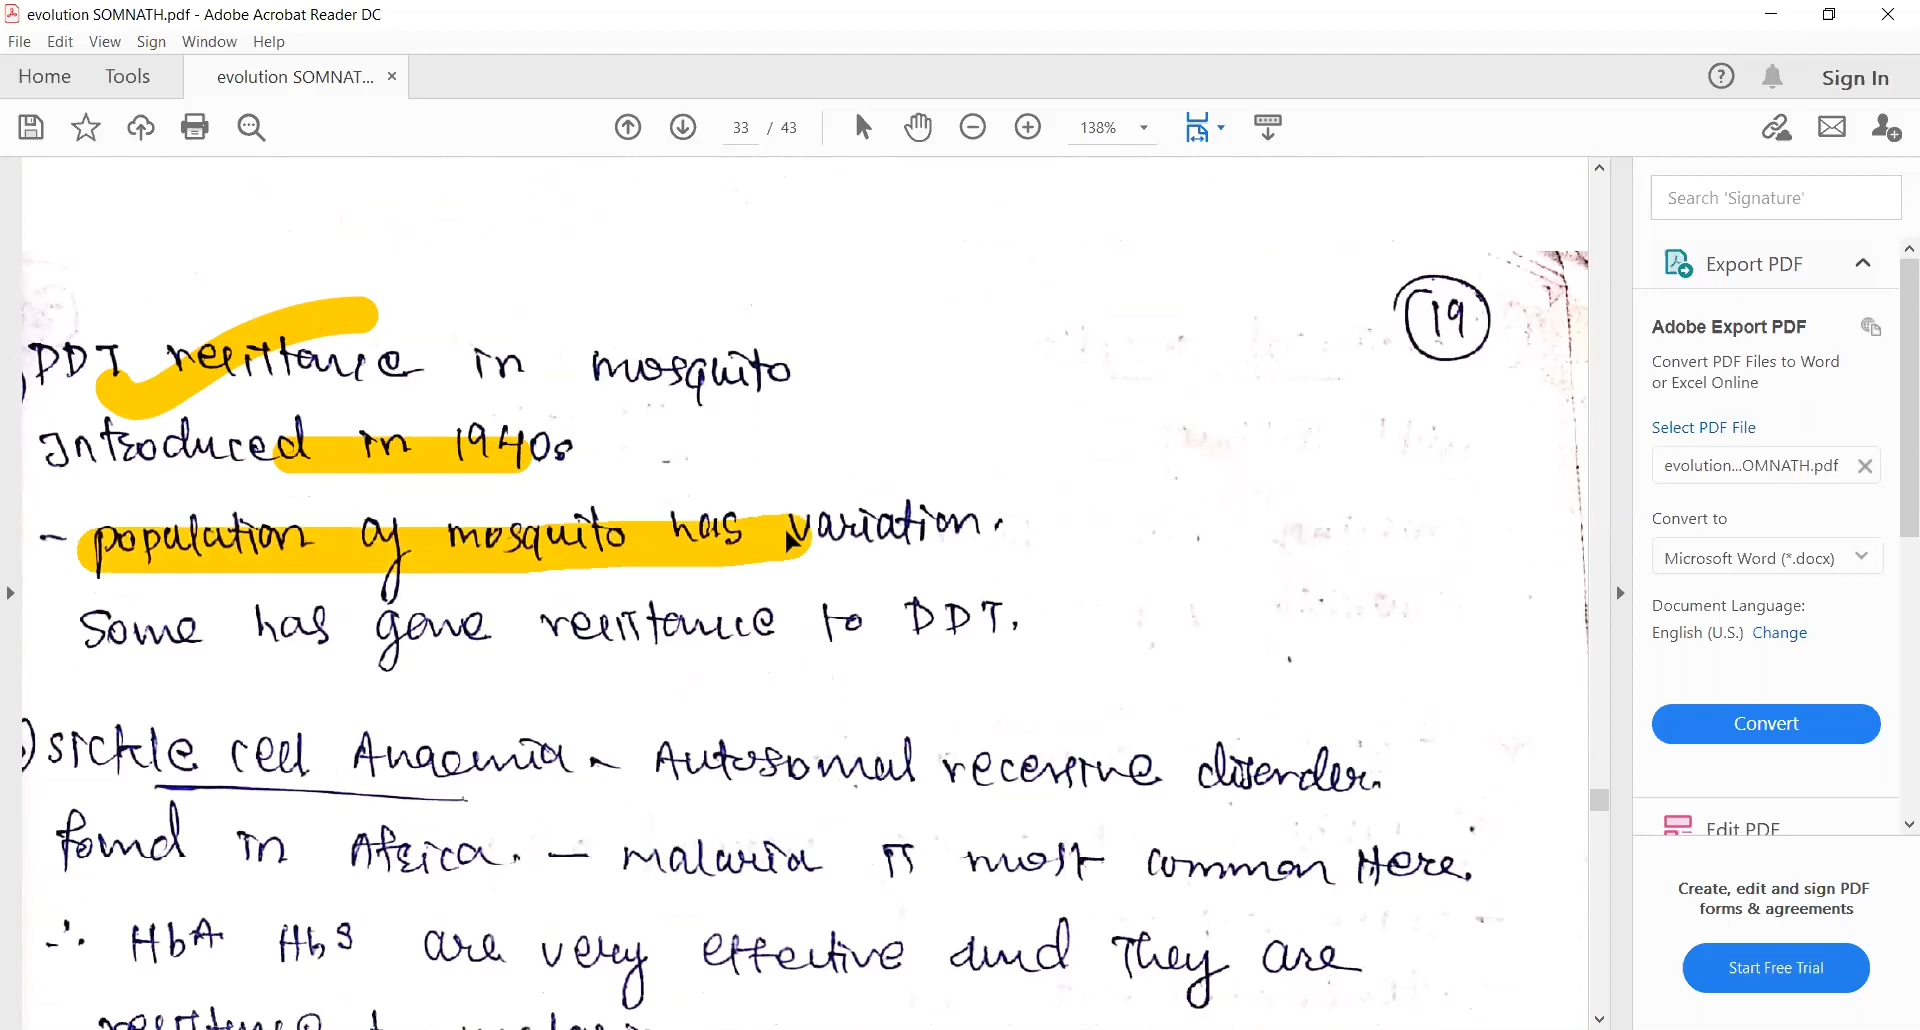 evolution SOMNATH.pdf - Adobe Acrobat Reader DC
File Edit View Sign Window Help
Home Tools evolution SOMNAT... × Sign In
33 / 43 138%
19
DDT resistance in mosquito
Introduced in 1940s
- population of mosquito has variation.
Some has gene resistance to DDT.
) sickle cell Anaemia - Autosomal recessive disorder.
found in Africa. - malaria is most common Here.
∴ HbA HbS are very effective and They are
Search 'Signature'
Export PDF
Adobe Export PDF
Convert PDF Files to Word
or Excel Online
Select PDF File
evolution...OMNATH.pdf
Convert to
Microsoft Word (*.docx)
Document Language:
English (U.S.) Change
Convert
Edit PDF
Create, edit and sign PDF
forms & agreements
Start Free Trial